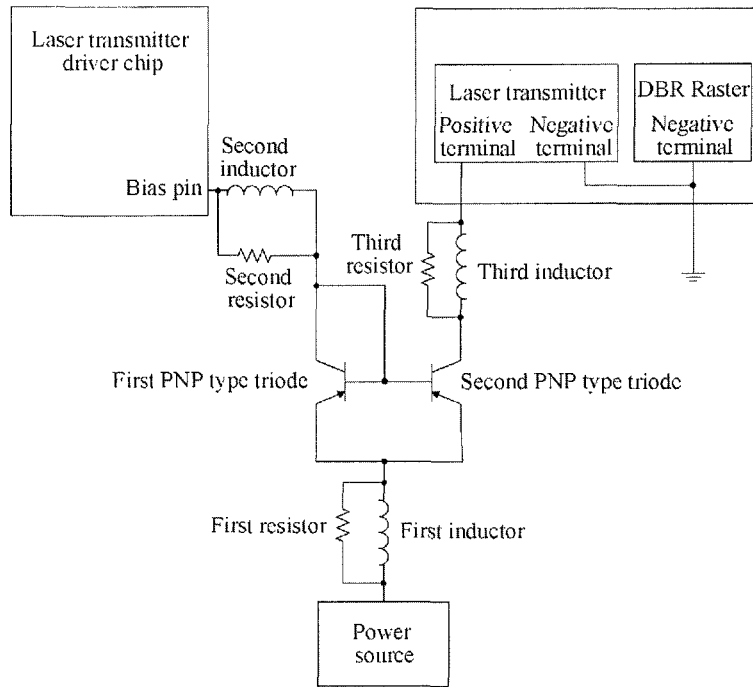 Laser transmitter
driver chip
Bias pin
Second
inductor
Second
resistor
Laser transmitter
Positive
terminal
Negative
terminal
DBR Raster
Negative
terminal
Third
resistor
Third inductor
First PNP type triode
Second PNP type triode
First resistor
First inductor
Power
source